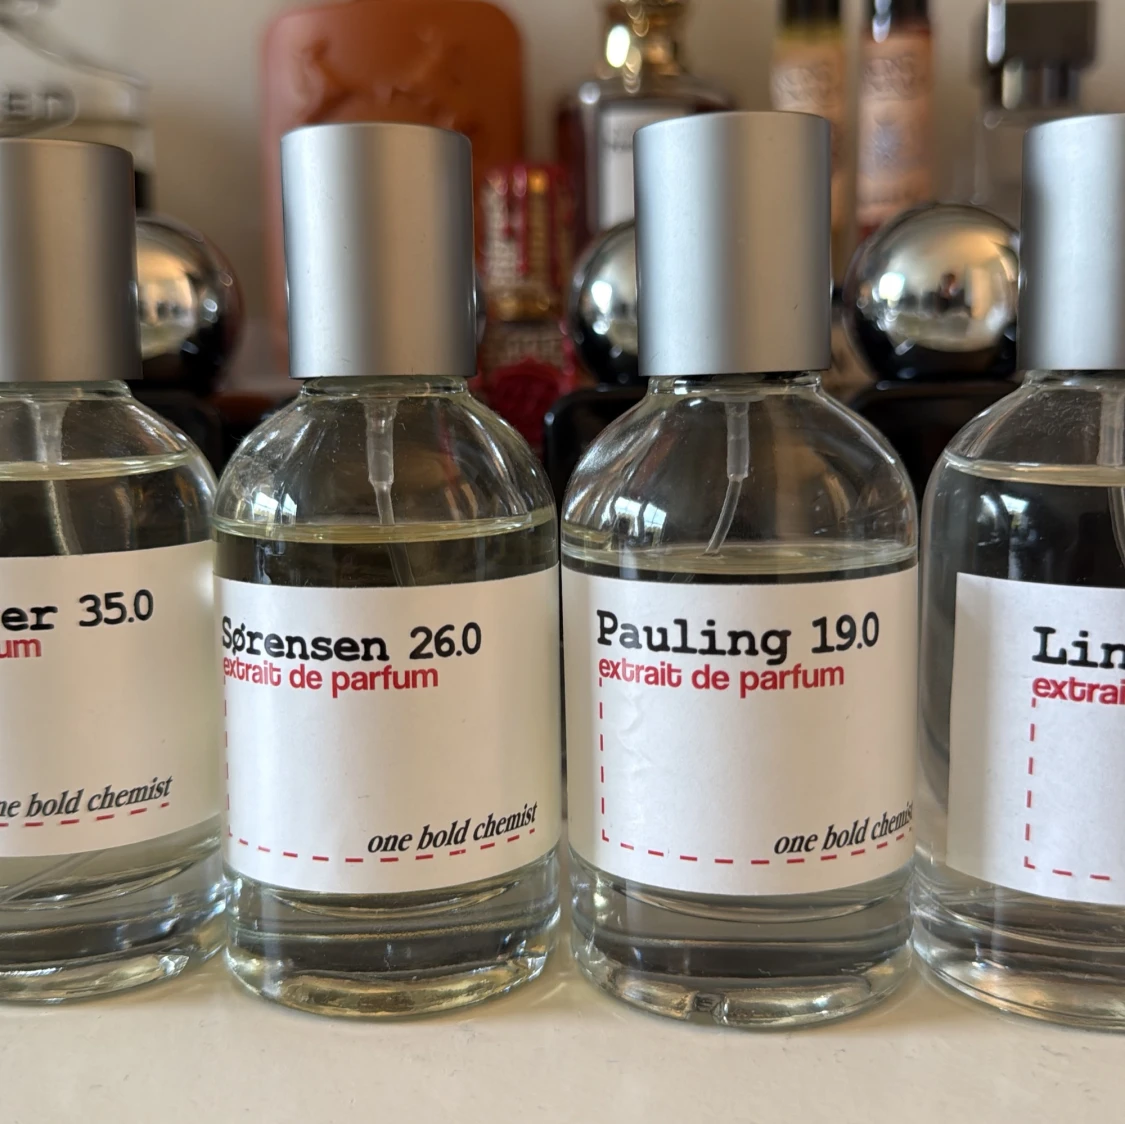 er 35.0
um
ne bold chemist
Sørensen 26.0
extrait de parfum
one bold chemist
Pauling 19.0
extrait de parfum
one bold chemist
Lin
extrai